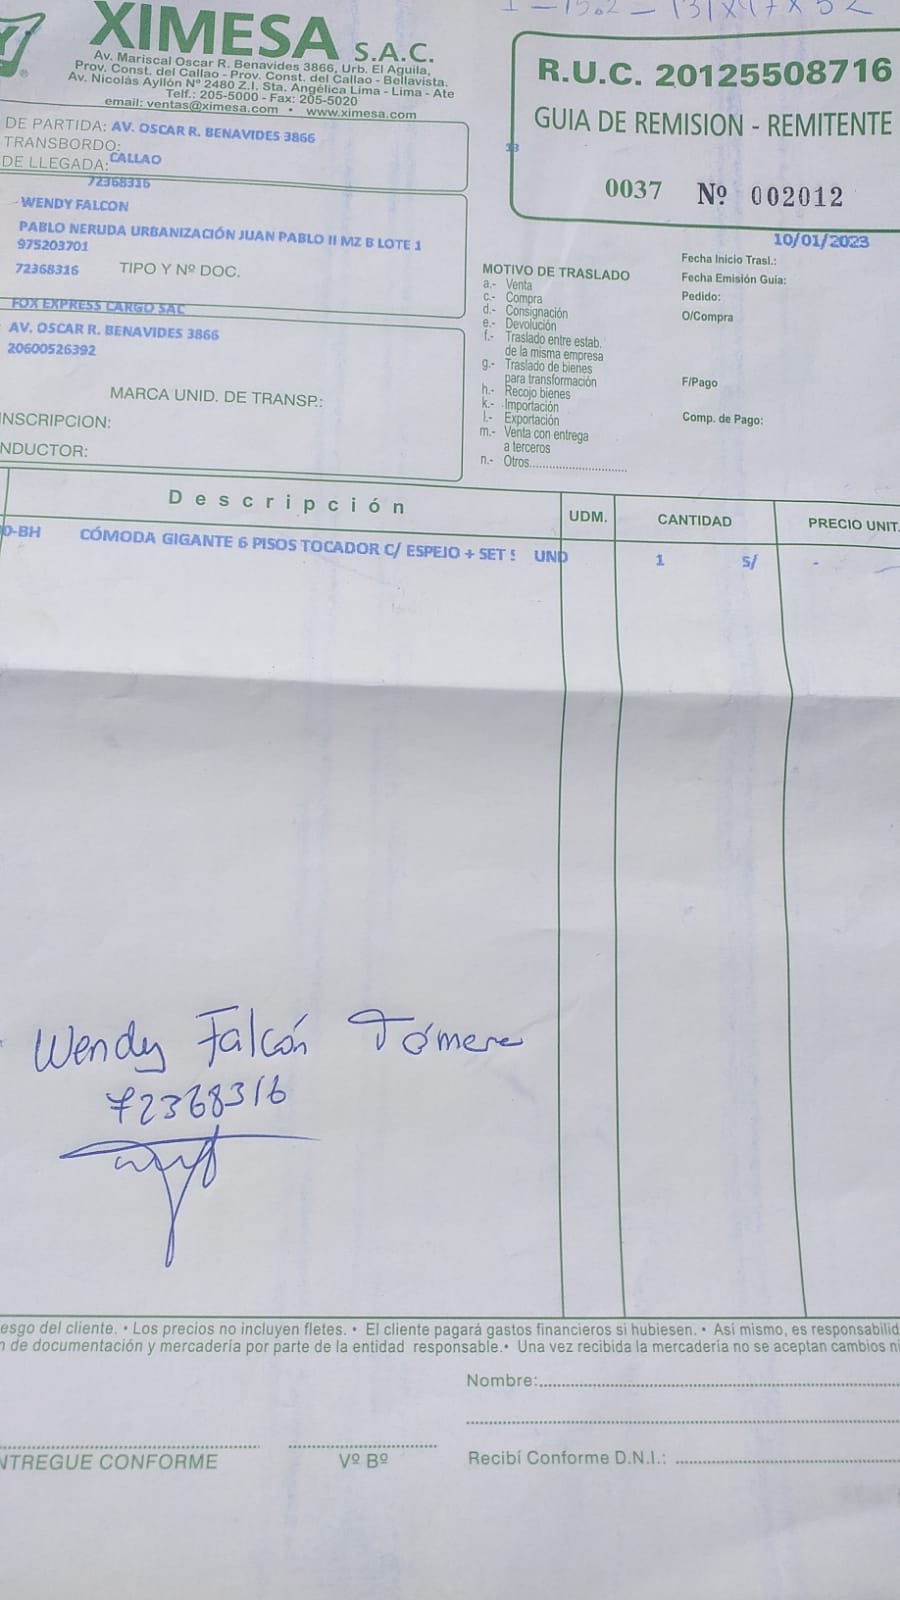 XIMESA S.A.C.
Av. Mariscal Oscar R. Benavides 3866, Urb. El Aguila,
Prov. Const. del Callao - Prov. Const. del Callao - Bellavista.
Av. Nicolás Ayllón Nº 2480 Z.I. Sta. Angélica Lima - Lima - Ate
Telf.: 205-5000 - Fax: 205-5020
email: ventas@ximesa.com • www.ximesa.com
R.U.C. 20125508716
GUIA DE REMISION - REMITENTE
0037 Nº 002012
DE PARTIDA: AV. OSCAR R. BENAVIDES 3866
TRANSBORDO:
DE LLEGADA: CALLAO
72368316
WENDY FALCON
PABLO NERUDA URBANIZACIÓN JUAN PABLO II MZ B LOTE 1
975203701
72368316 TIPO Y Nº DOC.
FOX EXPRESS CARGO SAC
AV. OSCAR R. BENAVIDES 3866
20600526392
MARCA UNID. DE TRANSP.:
INSCRIPCION:
NDUCTOR:
MOTIVO DE TRASLADO
a.- Venta
c.- Compra
d.- Consignación
e.- Devolución
f.- Traslado entre estab.
de la misma empresa
g.- Traslado de bienes
para transformación
h.- Recojo bienes
k.- Importación
l.- Exportación
m.- Venta con entrega
a terceros
n.- Otros
10/01/2023
Fecha Inicio Trasl.:
Fecha Emisión Guía:
Pedido:
O/Compra
F/Pago
Comp. de Pago:
Descripción UDM. CANTIDAD PRECIO UNIT.
0-BH CÓMODA GIGANTE 6 PISOS TOCADOR C/ ESPEJO + SET UND 1 S/ -
Wendy Falcón Tómere
72368316
esgo del cliente. • Los precios no incluyen fletes. • El cliente pagará gastos financieros si hubiesen. • Así mismo, es responsabilid
n de documentación y mercadería por parte de la entidad responsable.• Una vez recibida la mercadería no se aceptan cambios ni
Nombre:
NTREGUE CONFORME Vº Bº Recibí Conforme D.N.I.: